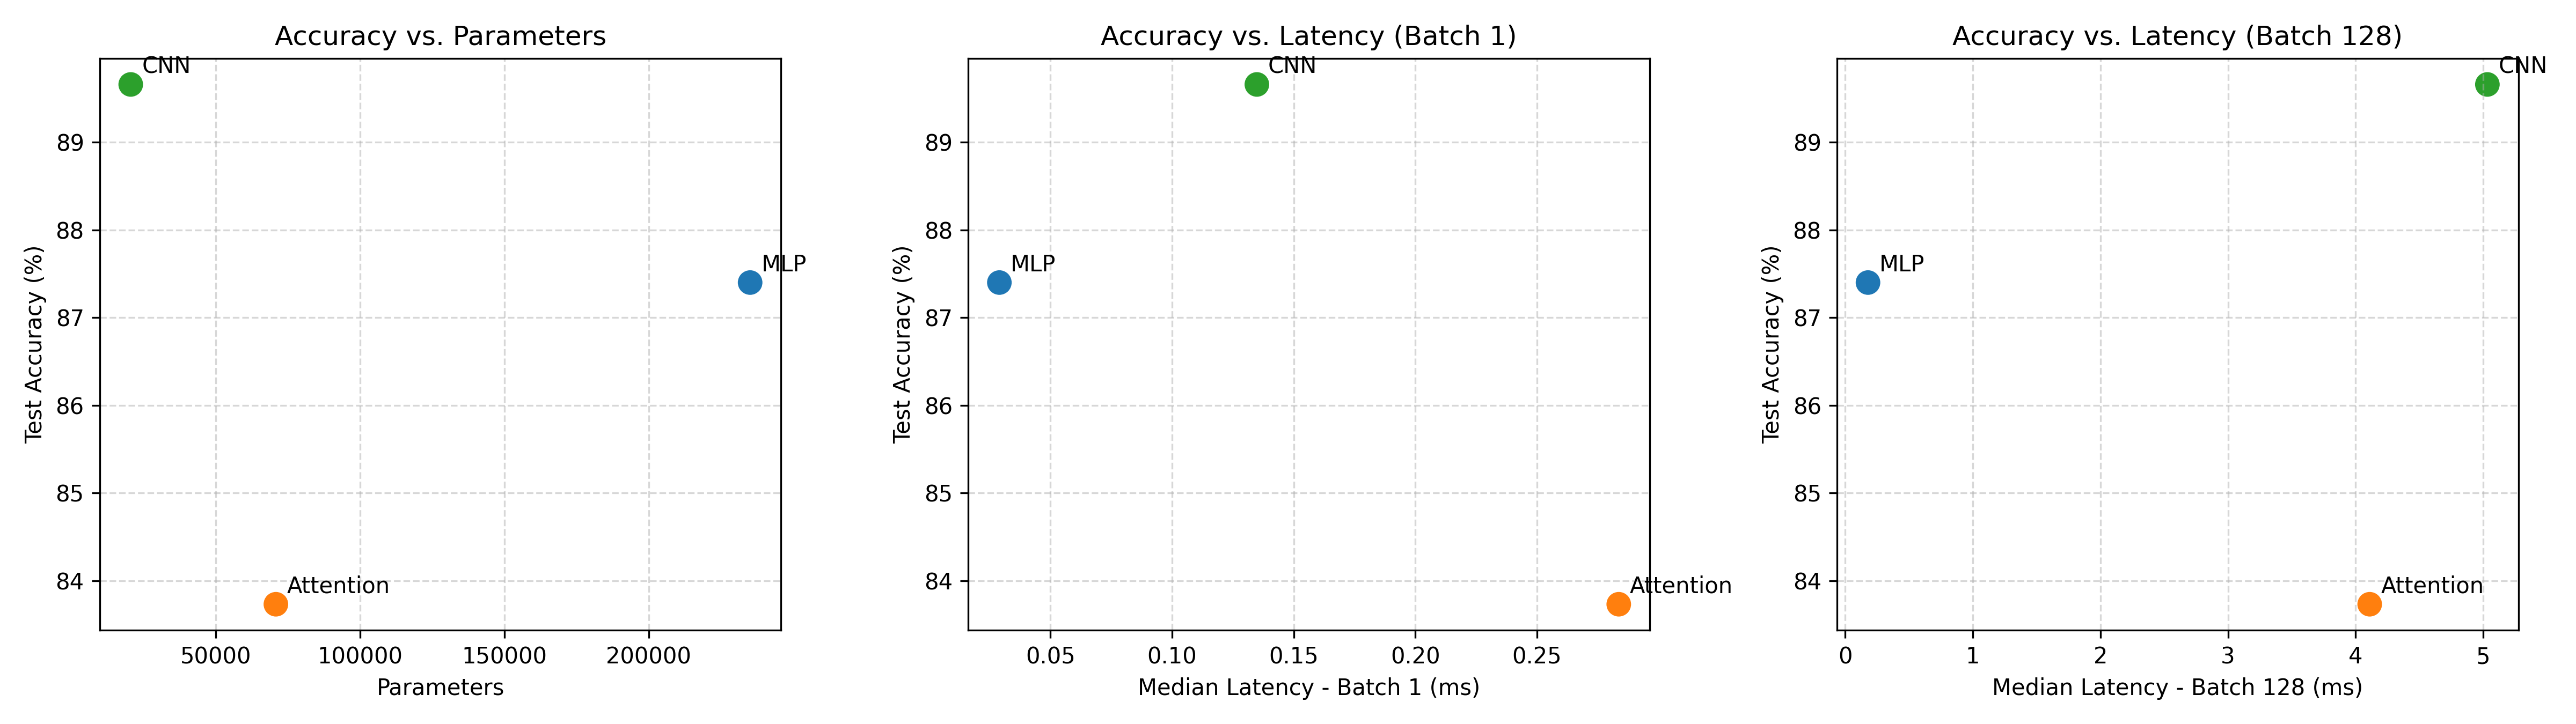 Accuracy vs. Parameters
CNN
MLP
Attention
89
88
87
86
85
84
Test Accuracy (%)
50000 100000 150000 200000
Parameters
Accuracy vs. Latency (Batch 1)
CNN
MLP
Attention
89
88
87
86
85
84
Test Accuracy (%)
0.05 0.10 0.15 0.20 0.25
Median Latency - Batch 1 (ms)
Accuracy vs. Latency (Batch 128)
CNN
MLP
Attention
89
88
87
86
85
84
Test Accuracy (%)
0 1 2 3 4 5
Median Latency - Batch 128 (ms)